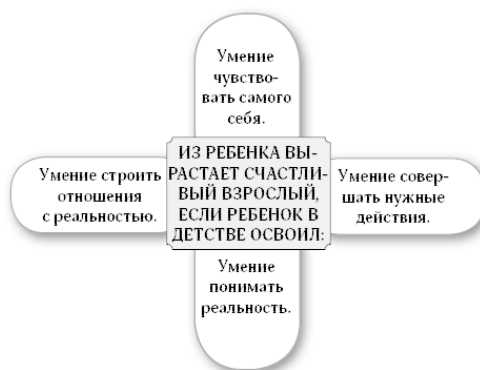 Умение
чувство-
вать самого
себя.
ИЗ РЕБЕНКА ВЫ-
РАСТАЕТ СЧАСТЛИ-
ВЫЙ ВЗРОСЛЫЙ,
ЕСЛИ РЕБЕНОК В
ДЕТСТВЕ ОСВОИЛ:
Умение строить
отношения
с реальностью.
Умение совер-
шать нужные
действия.
Умение
понимать
реальность.